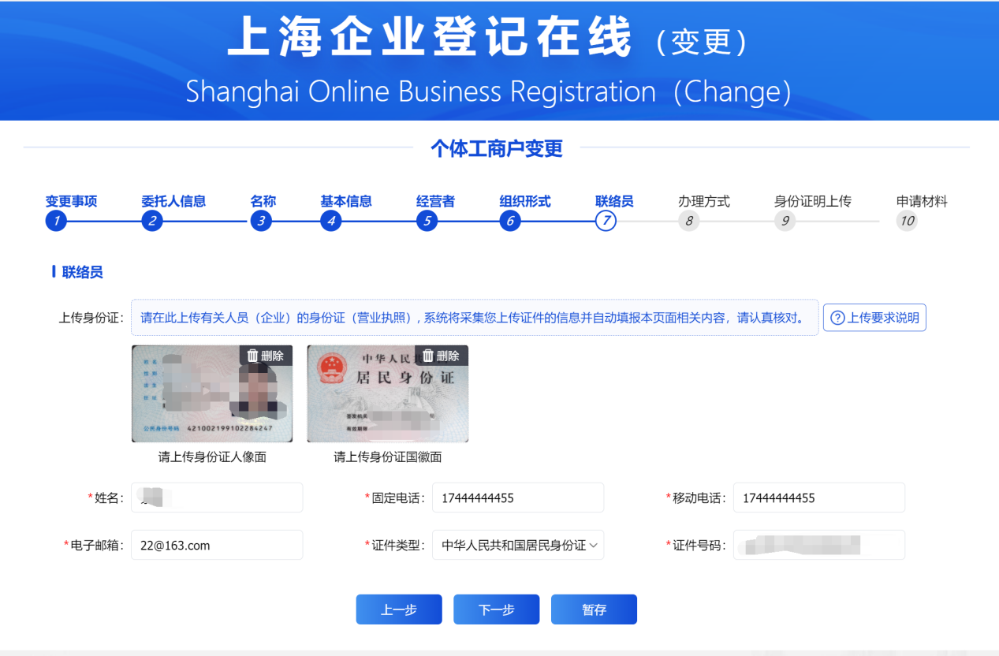 上海企业登记在线（变更）
Shanghai Online Business Registration（Change）
个体工商户变更
变更事项 委托人信息 名称 基本信息 经营者 组织形式 联络员 办理方式 身份证明上传 申请材料
1 2 3 4 5 6 7 8 9 10
联络员
上传身份证: 请在此上传有关人员（企业）的身份证（营业执照）, 系统将采集您上传证件的信息并自动填报本页面相关内容，请认真核对。 ? 上传要求说明
删除
公民身份号码 421002199102284247
删除
中华人民
居民身份证
签发机关
有效期限
请上传身份证人像面 请上传身份证国徽面
*姓名: *固定电话: 17444444455 *移动电话: 17444444455
*电子邮箱: 22@163.com *证件类型: 中华人民共和国居民身份证 *证件号码:
上一步 下一步 暂存